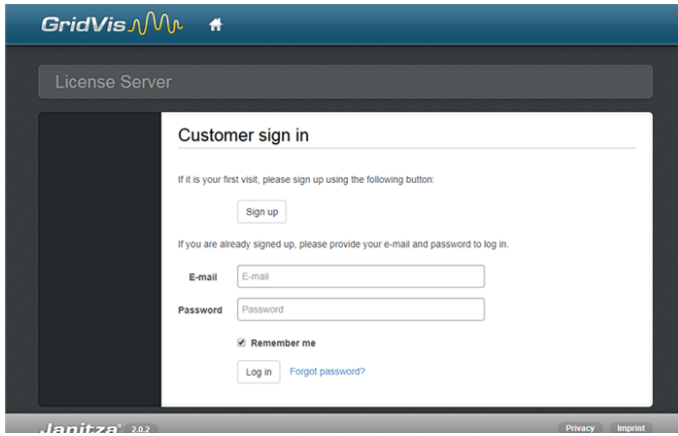 GridVis
License Server
Customer sign in
If it is your first visit, please sign up using the following button:
Sign up
If you are already signed up, please provide your e-mail and password to log in.
E-mail E-mail
Password Password
Remember me
Log in Forgot password?
Janitza® 2.0.2 Privacy Imprint